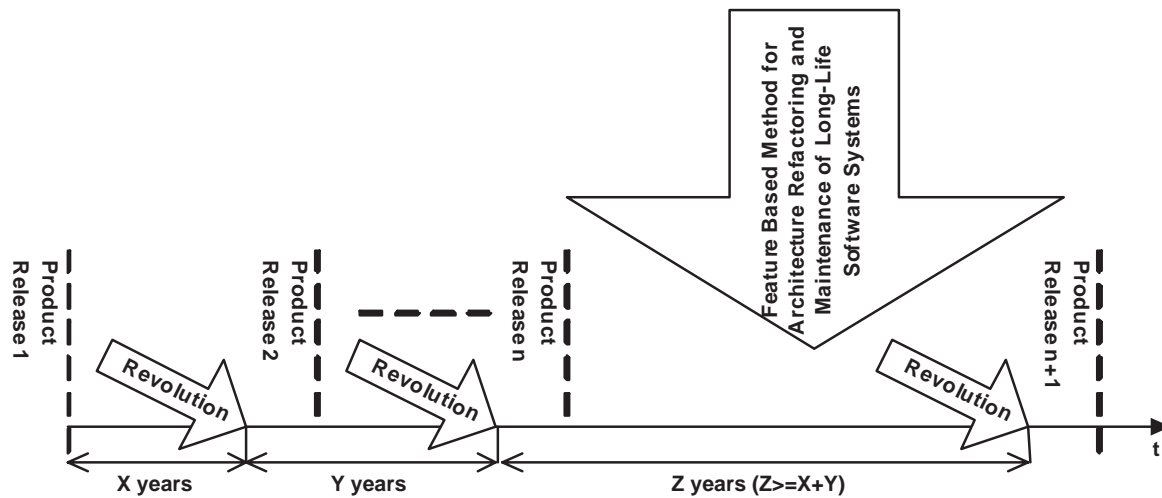 Feature Based Method for
Architecture Refactoring and
Maintenance of Long-Life
Software Systems
Product
Release 1
Product
Release 2
Product
Release n
Product
Release n+1
Revolution
Revolution
Revolution
t
X years
Y years
Z years (Z>=X+Y)